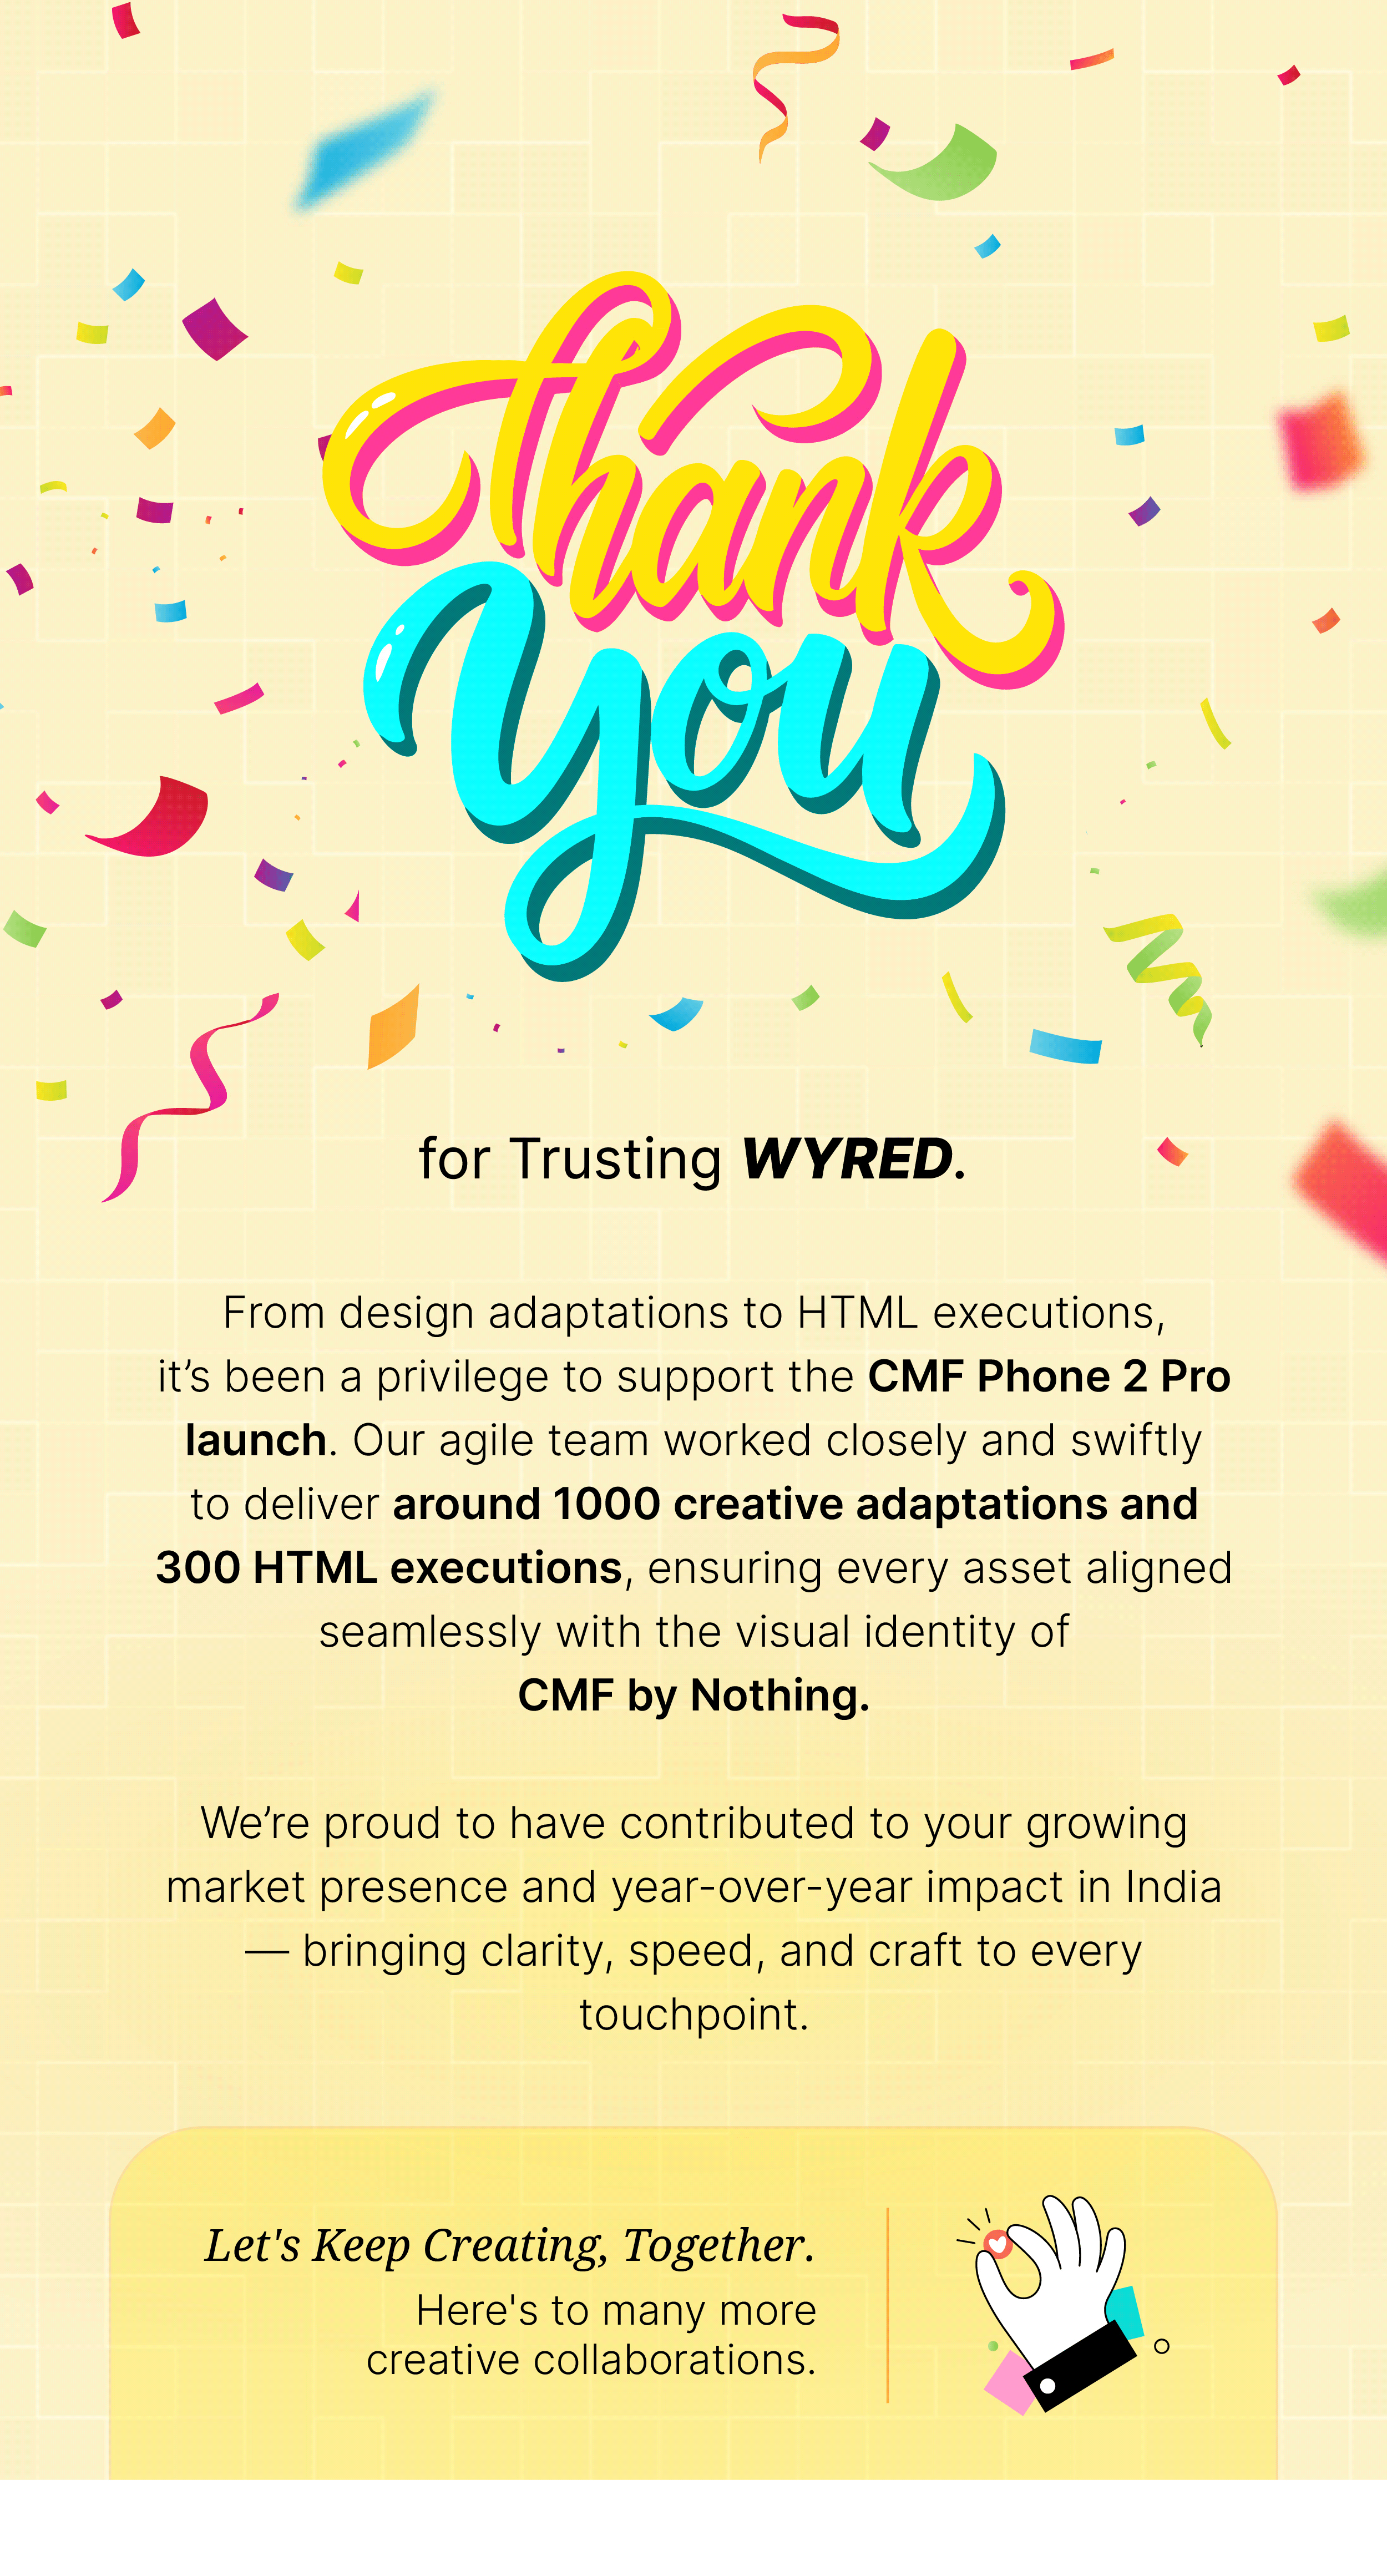 Thank
You
for Trusting WYRED.
From design adaptations to HTML executions,
it’s been a privilege to support the CMF Phone 2 Pro
launch. Our agile team worked closely and swiftly
to deliver around 1000 creative adaptations and
300 HTML executions, ensuring every asset aligned
seamlessly with the visual identity of
CMF by Nothing.
We’re proud to have contributed to your growing
market presence and year-over-year impact in India
— bringing clarity, speed, and craft to every
touchpoint.
Let's Keep Creating, Together.
Here's to many more
creative collaborations.